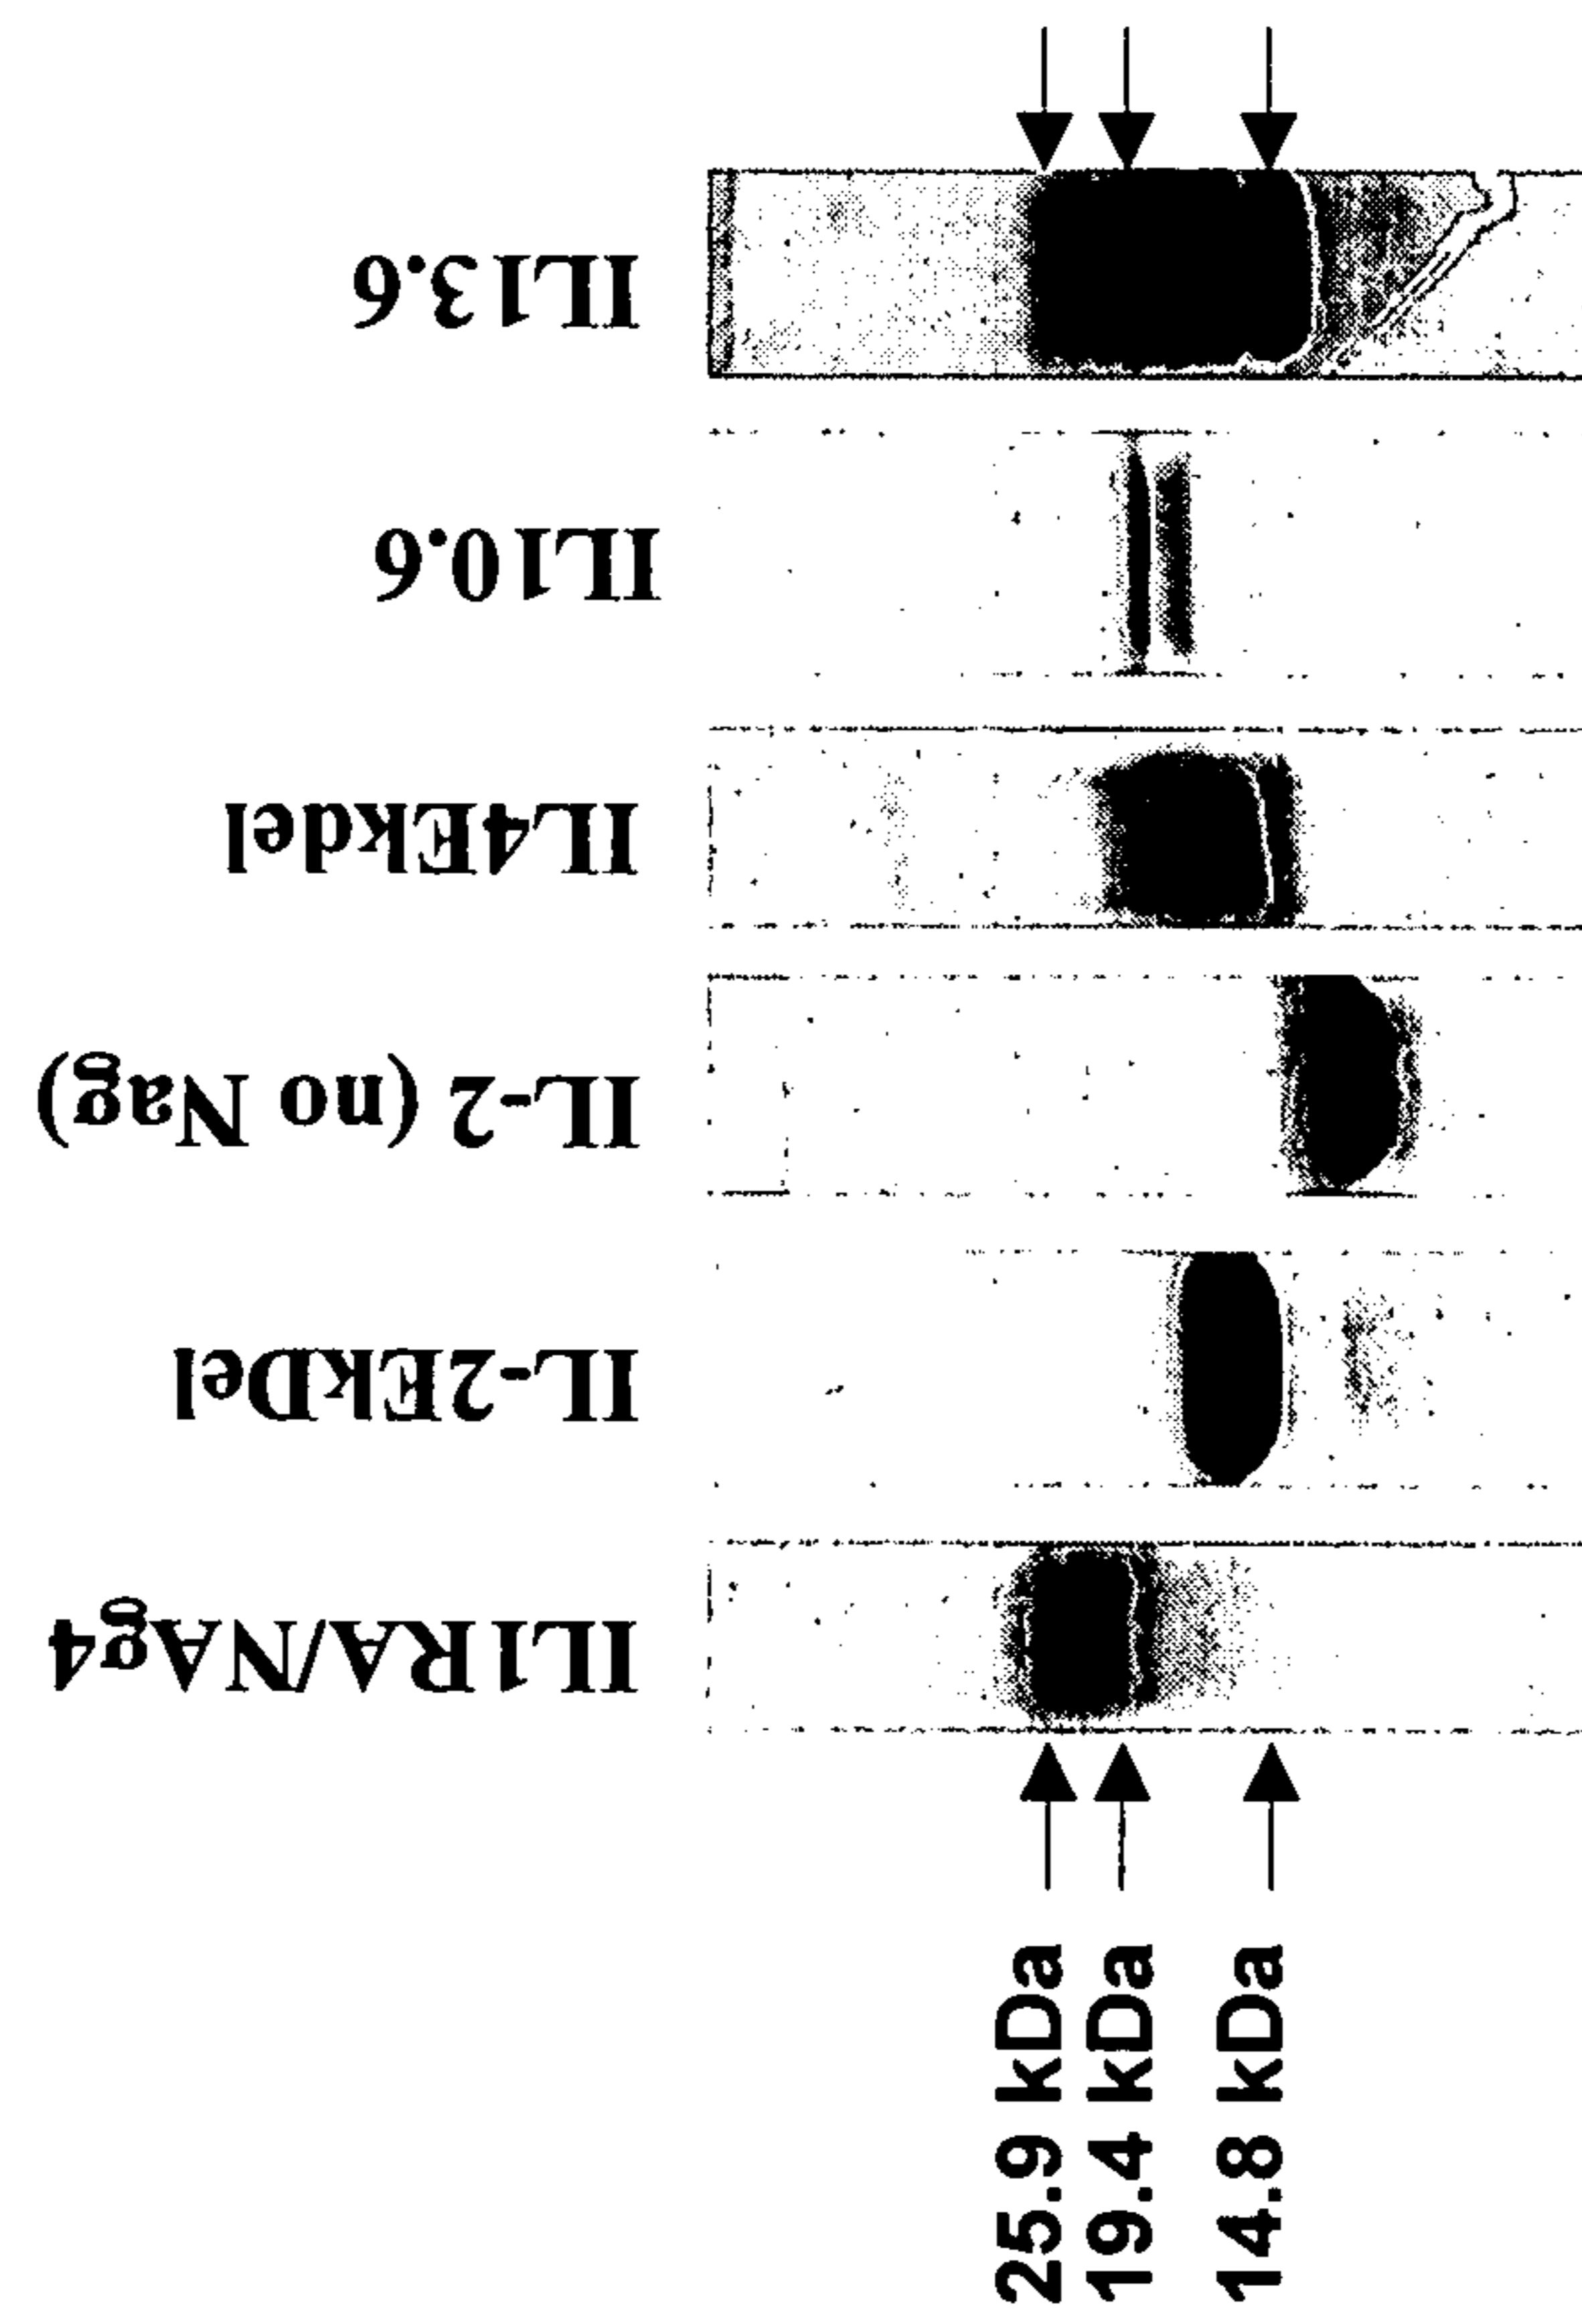 IL13.6
IL10.6
IL4Ekdel
IL-2 (no Nag)
IL-2EkDel
IL1RA/NAg4
25.9 kDa
19.4 kDa
14.8 kDa